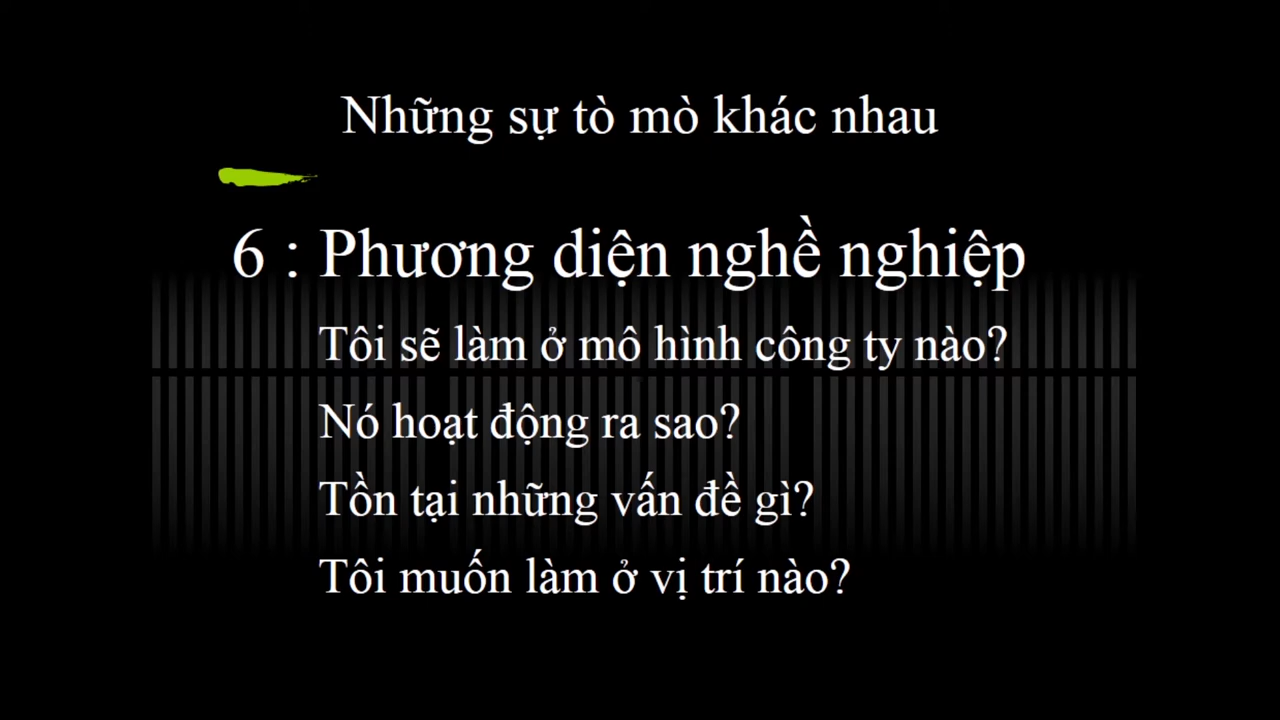 Những sự tò mò khác nhau
6 : Phương diện nghề nghiệp
Tôi sẽ làm ở mô hình công ty nào?
Nó hoạt động ra sao?
Tồn tại những vấn đề gì?
Tôi muốn làm ở vị trí nào?